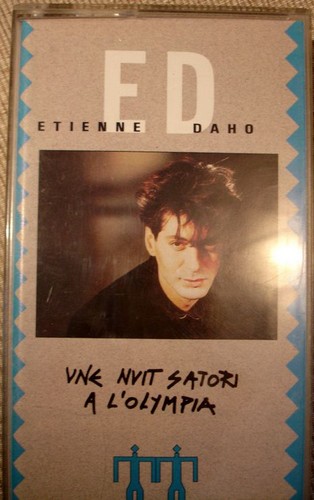 ED
ETIENNE DAHO
UNE NUIT SATORI
A L'OLYMPIA